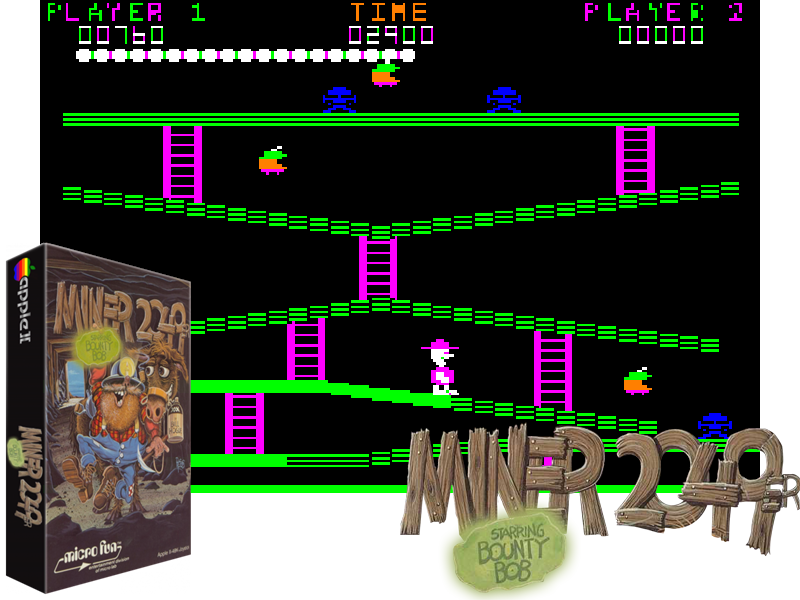 PLAYER 1 TIME PLAYER 2
00760 02900 00000
apple II
MINER 2049er
STARRING
BOUNTY
BOB
MINER 2049er
micro fun
MINER 2049er
STARRING
BOUNTY
BOB